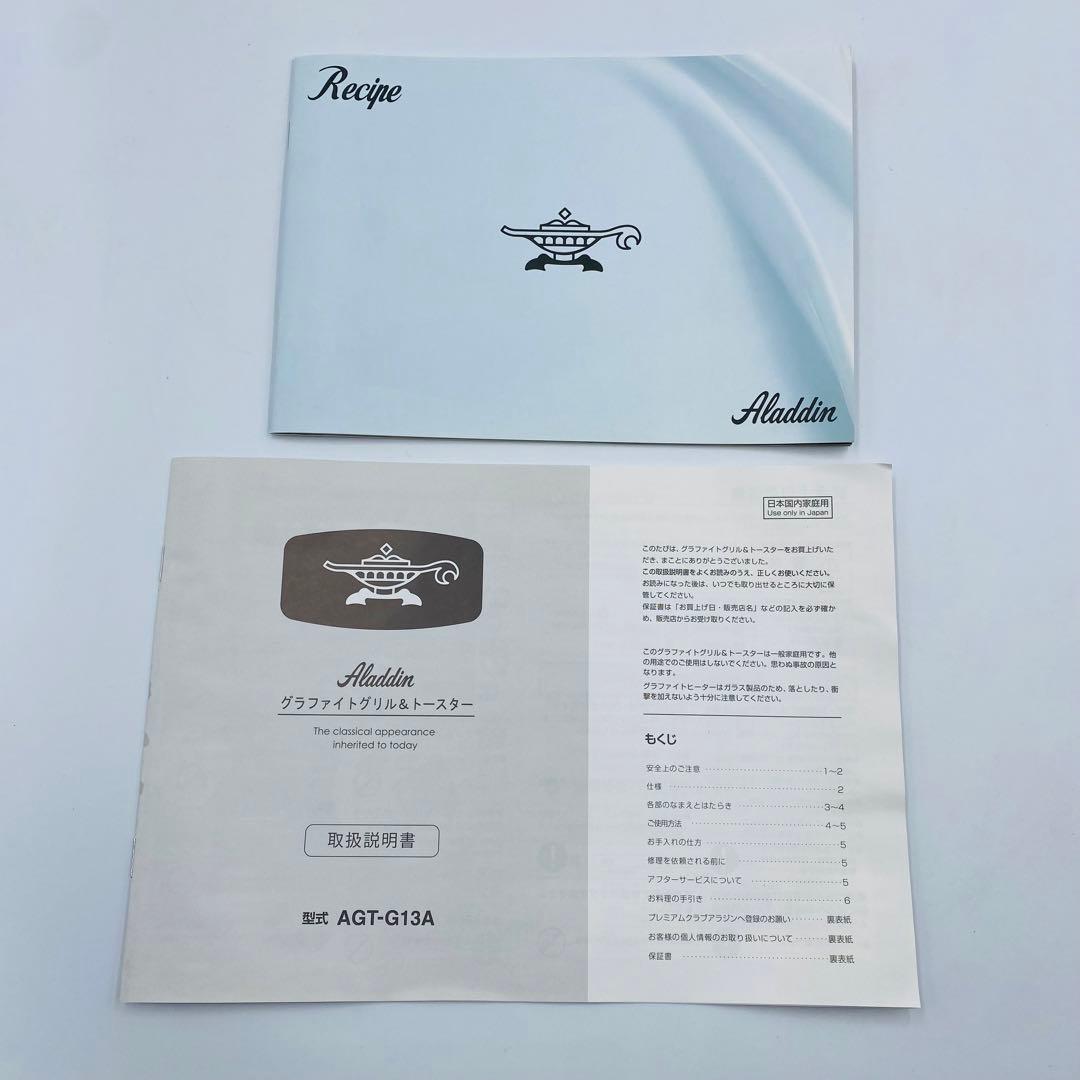 Recipe
Aladdin
Aladdin
グラファイトグリル&トースター
The classical appearance
inherited to today
取扱説明書
型式 AGT-G13A
日本国内家庭用
Use only in Japan
このたびは、グラファイトグリル&トースターをお買上げいた
だき、まことにありがとうございました。
この取扱説明書をよくお読みのうえ、正しくお使いください。
お読みになった後は、いつでも取り出せるところに大切に保
管してください。
保証書は「お買上げ日・販売店名」などの記入を必ず確か
め、販売店からお受け取りください。
このグラファイトグリル&トースターは一般家庭用です。他
の用途でのご使用はしないでください。思わぬ事故の原因と
なります。
グラファイトヒーターはガラス製品のため、落としたり、衝
撃を加えないよう十分に注意してください。
もくじ
安全上のご注意 ………………………… 1〜2
仕様 ………………………… 2
各部のなまえとはたらき ………………………… 3〜4
ご使用方法 ………………………… 4〜5
お手入れの仕方 ………………………… 5
修理を依頼される前に ………………………… 5
アフターサービスについて ………………………… 5
お料理の手引き ………………………… 6
プレミアムクラブアラジンへ登録のお願い ……… 裏表紙
お客様の個人情報のお取り扱いについて ……… 裏表紙
保証書 ………………………… 裏表紙